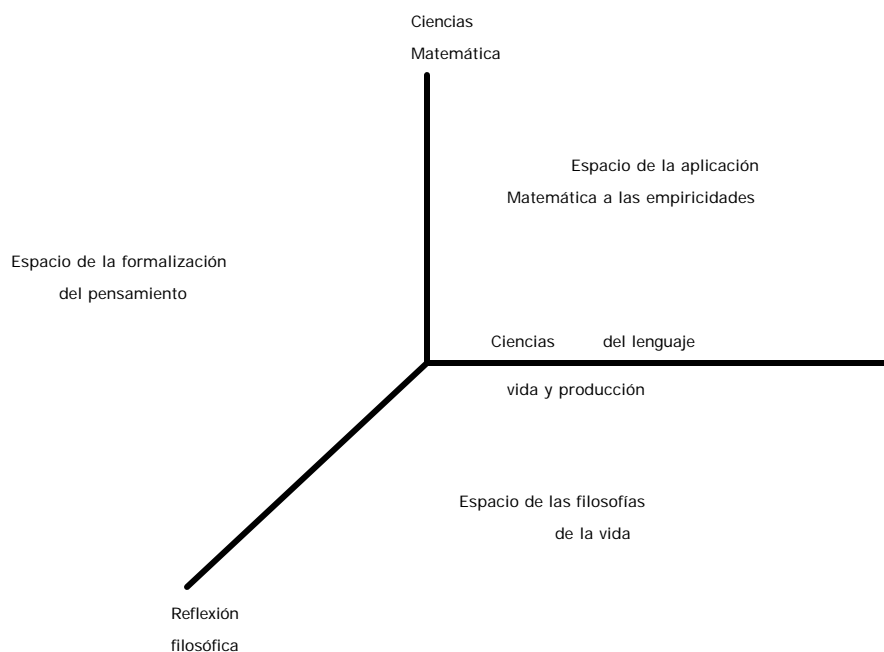 Ciencias
Matemática
Espacio de la aplicación
Matemática a las empiricidades
Espacio de la formalización
del pensamiento
Ciencias del lenguaje
vida y producción
Espacio de las filosofías
de la vida
Reflexión
filosófica